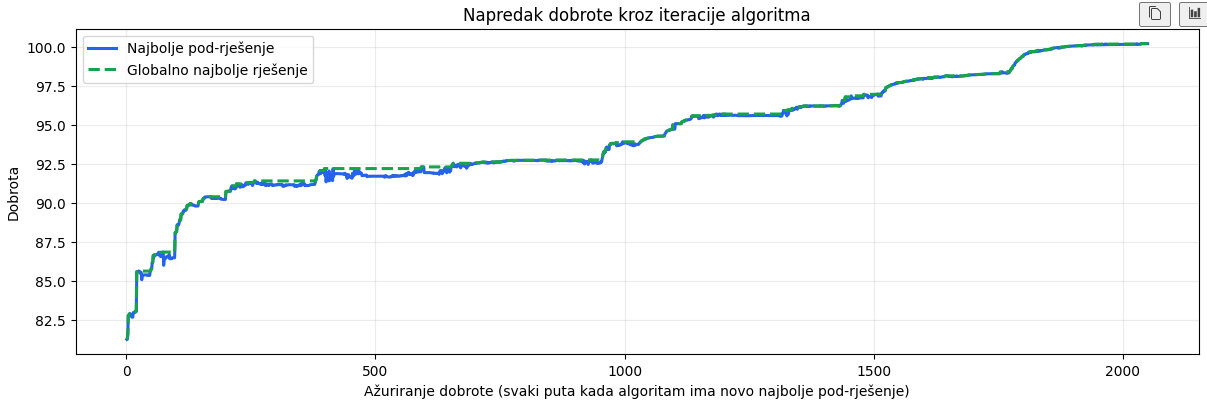 Napredak dobrote kroz iteracije algoritma
Najbolje pod-rješenje
Globalno najbolje rješenje
100.0
97.5
95.0
92.5
90.0
87.5
85.0
82.5
Dobrota
0
500
1000
1500
2000
Ažuriranje dobrote (svaki puta kada algoritam ima novo najbolje pod-rješenje)